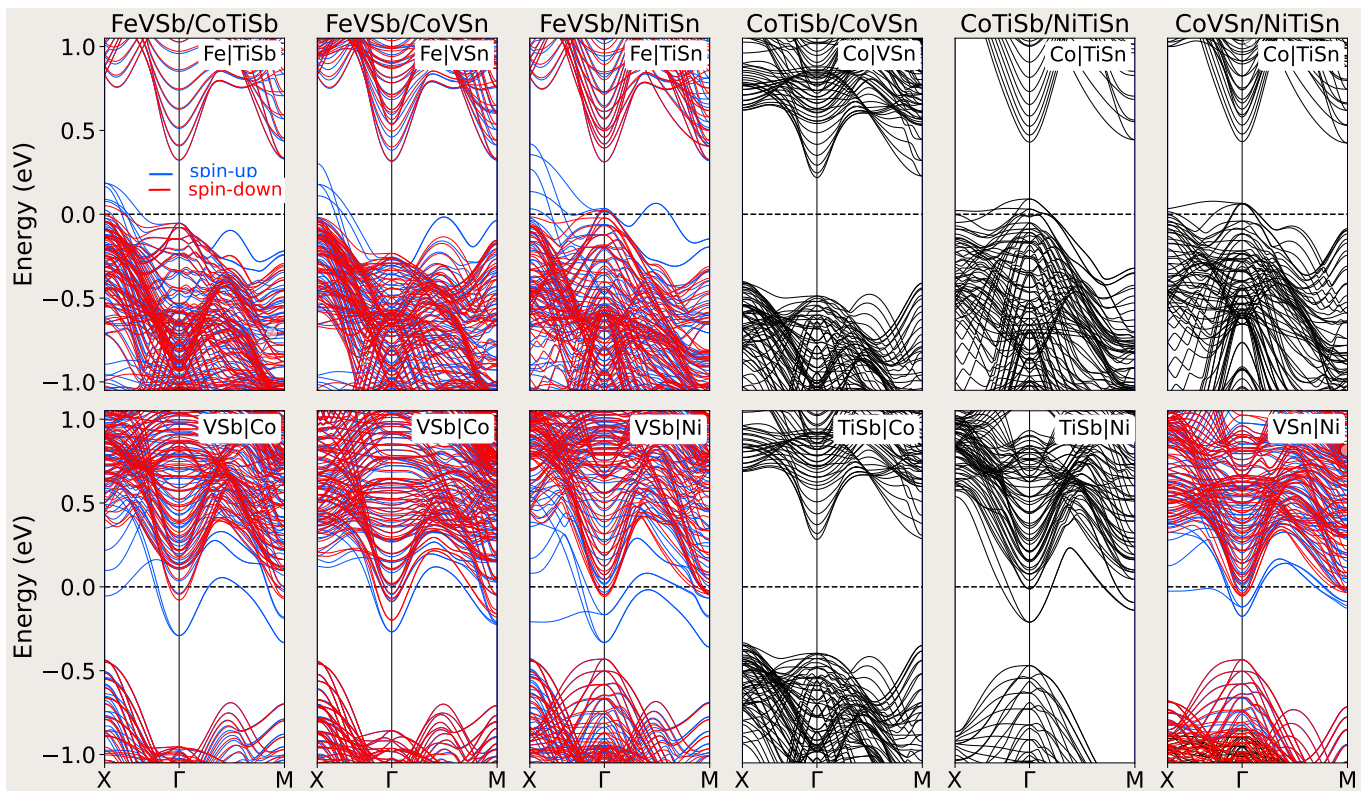 FeVSb/CoTiSb FeVSb/CoVSn FeVSb/NiTiSn CoTiSb/CoVSn CoTiSb/NiTiSn CoVSn/NiTiSn
1.0 Fe|TiSb Fe|VSn Fe|TiSn Co|VSn Co|TiSn Co|TiSn
0.5
spin-up
spin-down
0.0
−0.5
−1.0
Energy (eV)
1.0 VSb|Co VSb|Co VSb|Ni TiSb|Co TiSb|Ni VSn|Ni
0.5
0.0
−0.5
−1.0
Energy (eV)
X Γ M X Γ M X Γ M X Γ M X Γ M X Γ M